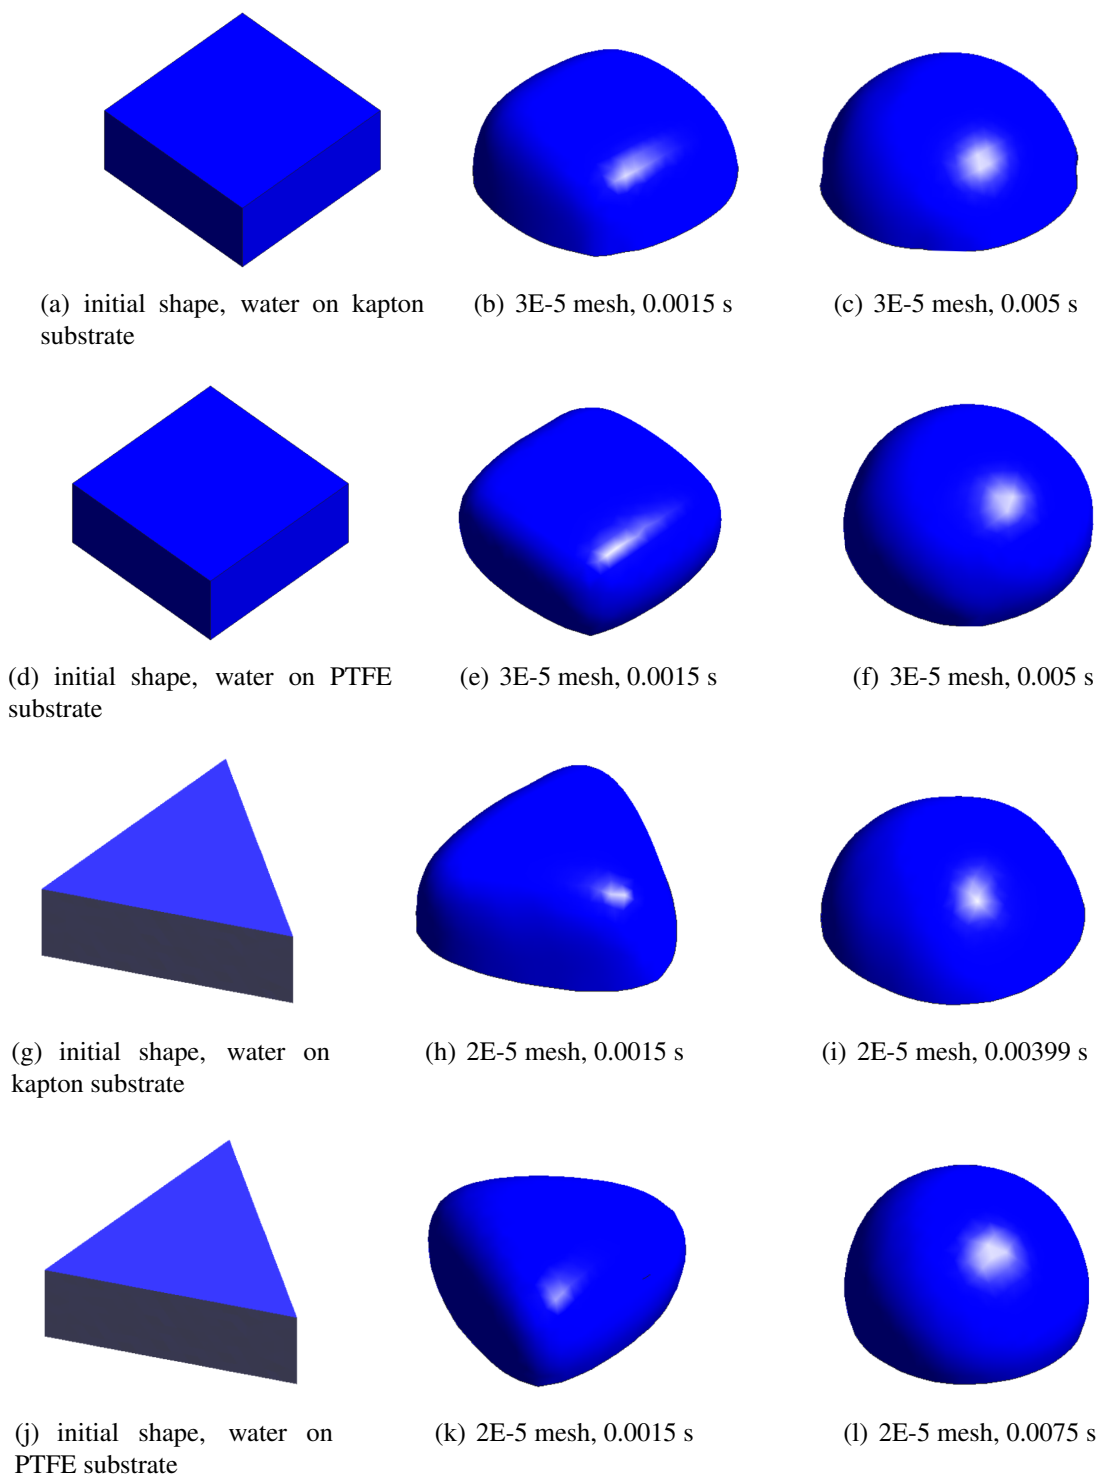 (a) initial shape, water on kapton
substrate
(b) 3E-5 mesh, 0.0015 s
(c) 3E-5 mesh, 0.005 s
(d) initial shape, water on PTFE
substrate
(e) 3E-5 mesh, 0.0015 s
(f) 3E-5 mesh, 0.005 s
(g) initial shape, water on
kapton substrate
(h) 2E-5 mesh, 0.0015 s
(i) 2E-5 mesh, 0.00399 s
(j) initial shape, water on
PTFE substrate
(k) 2E-5 mesh, 0.0015 s
(l) 2E-5 mesh, 0.0075 s